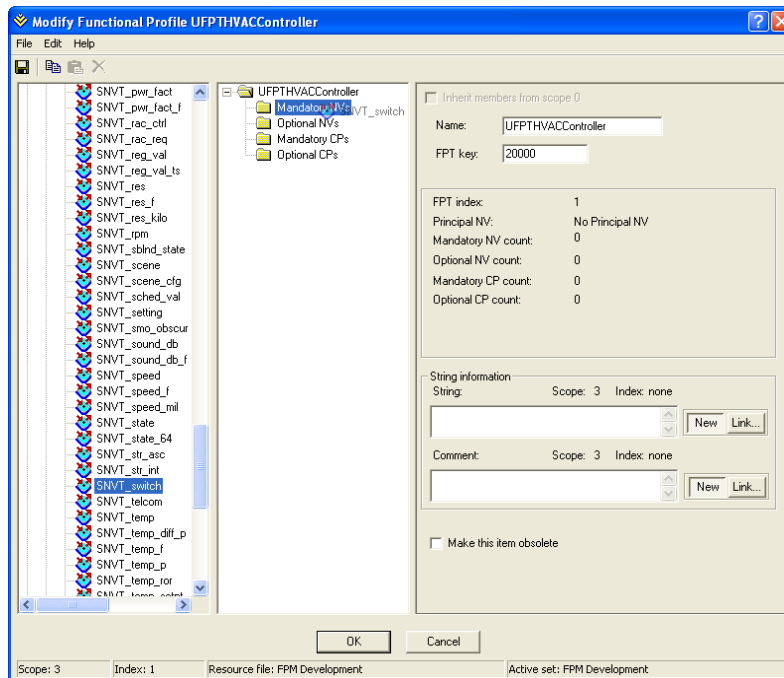 Modify Functional Profile UFPTHVACController
File Edit Help
SNVT_pwr_fact
SNVT_pwr_fact_f
SNVT_rac_ctrl
SNVT_rac_req
SNVT_reg_val
SNVT_reg_val_ts
SNVT_res
SNVT_res_f
SNVT_res_kilo
SNVT_rpm
SNVT_sblnd_state
SNVT_scene
SNVT_scene_cfg
SNVT_sched_val
SNVT_setting
SNVT_smo_obscur
SNVT_sound_db
SNVT_sound_db_f
SNVT_speed
SNVT_speed_f
SNVT_speed_mil
SNVT_state
SNVT_state_64
SNVT_str_asc
SNVT_str_int
SNVT_switch
SNVT_telcom
SNVT_temp
SNVT_temp_diff_p
SNVT_temp_f
SNVT_temp_p
SNVT_temp_ror
SNVT_temp_setpt
UFPTHVACController
Mandatory NVs
SNVT_switch
Optional NVs
Mandatory CPs
Optional CPs
Inherit members from scope 0
Name: UFPTHVACController
FPT key: 20000
FPT index: 1
Principal NV: No Principal NV
Mandatory NV count: 0
Optional NV count: 0
Mandatory CP count: 0
Optional CP count: 0
String information
String: Scope: 3 Index: none
New Link...
Comment: Scope: 3 Index: none
New Link...
Make this item obsolete
OK Cancel
Scope: 3 Index: 1 Resource file: FPM Development Active set: FPM Development